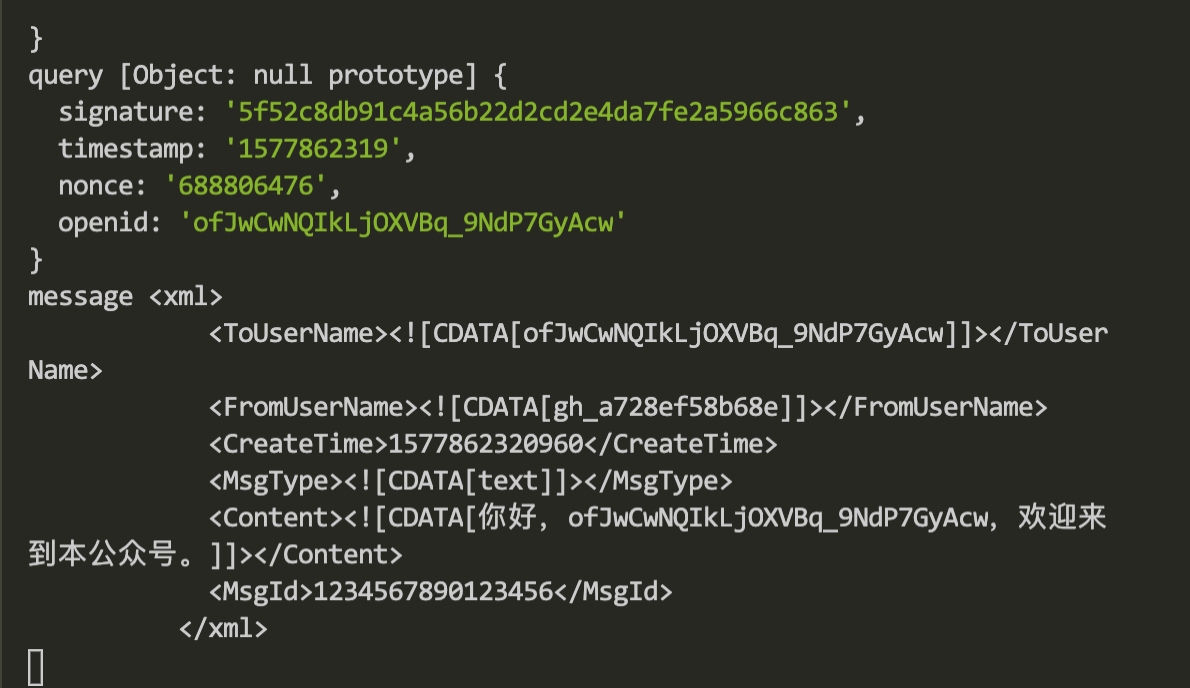 }
query [Object: null prototype] {
  signature: '5f52c8db91c4a56b22d2cd2e4da7fe2a5966c863',
  timestamp: '1577862319',
  nonce: '688806476',
  openid: 'ofJwCwNQIkLjOXVBq_9NdP7GyAcw'
}
message <xml>
            <ToUserName><![CDATA[ofJwCwNQIkLjOXVBq_9NdP7GyAcw]]></ToUser
Name>
            <FromUserName><![CDATA[gh_a728ef58b68e]]></FromUserName>
            <CreateTime>1577862320960</CreateTime>
            <MsgType><![CDATA[text]]></MsgType>
            <Content><![CDATA[你好，ofJwCwNQIkLjOXVBq_9NdP7GyAcw，欢迎来
到本公众号。]]></Content>
            <MsgId>1234567890123456</MsgId>
          </xml>